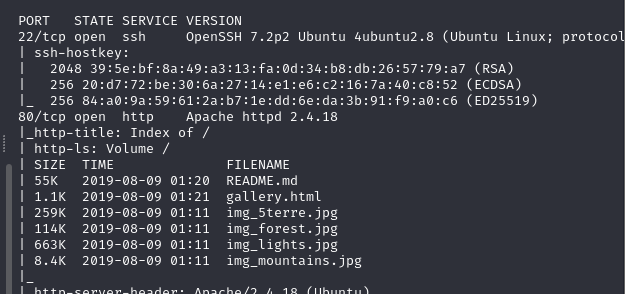 PORT   STATE SERVICE VERSION
22/tcp open  ssh     OpenSSH 7.2p2 Ubuntu 4ubuntu2.8 (Ubuntu Linux; protocol
| ssh-hostkey:
|   2048 39:5e:bf:8a:49:a3:13:fa:0d:34:b8:db:26:57:79:a7 (RSA)
|   256 20:d7:72:be:30:6a:27:14:e1:e6:c2:16:7a:40:c8:52 (ECDSA)
|_  256 84:a0:9a:59:61:2a:b7:1e:dd:6e:da:3b:91:f9:a0:c6 (ED25519)
80/tcp open  http    Apache httpd 2.4.18
|_http-title: Index of /
| http-ls: Volume /
| SIZE  TIME              FILENAME
| 55K   2019-08-09 01:20  README.md
| 1.1K  2019-08-09 01:21  gallery.html
| 259K  2019-08-09 01:11  img_5terre.jpg
| 114K  2019-08-09 01:11  img_forest.jpg
| 663K  2019-08-09 01:11  img_lights.jpg
| 8.4K  2019-08-09 01:11  img_mountains.jpg
|_
|_http-server-header: Apache/2.4.18 (Ubuntu)